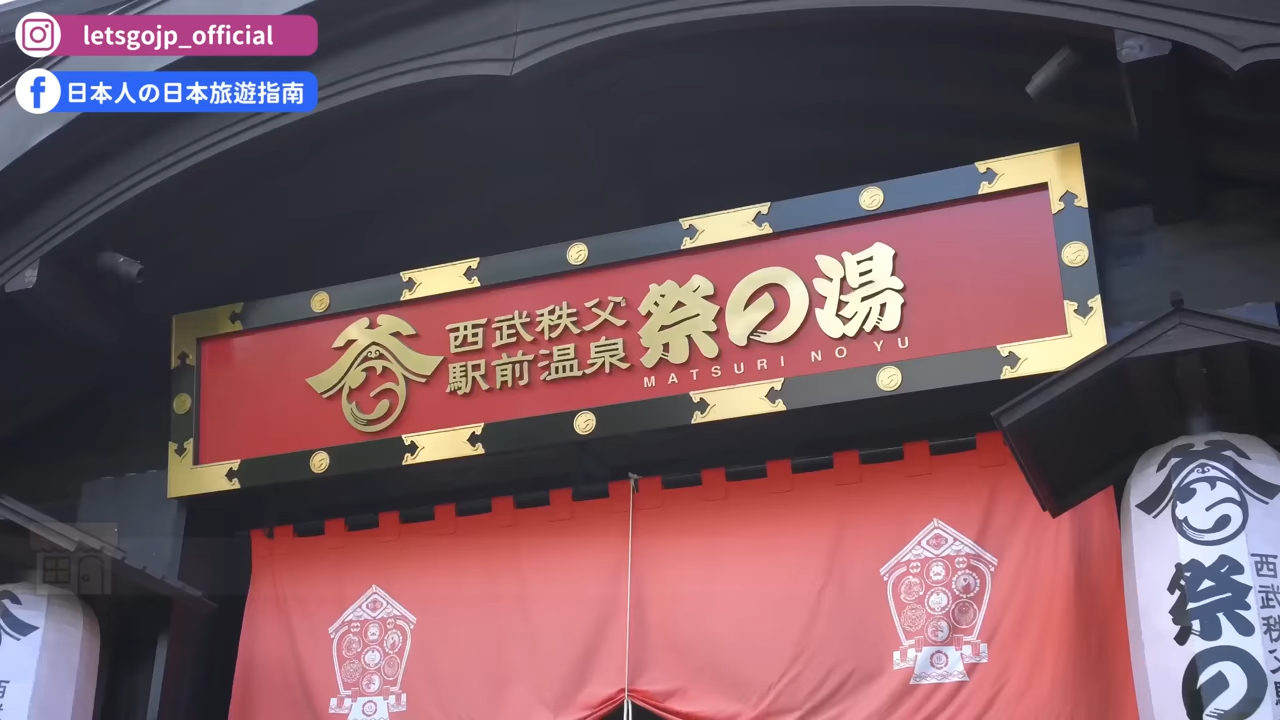 letsgojp_official
日本人の日本旅遊指南
西武秩父
駅前温泉
祭の湯
MATSURI NO YU
祭の
西武秩父
西